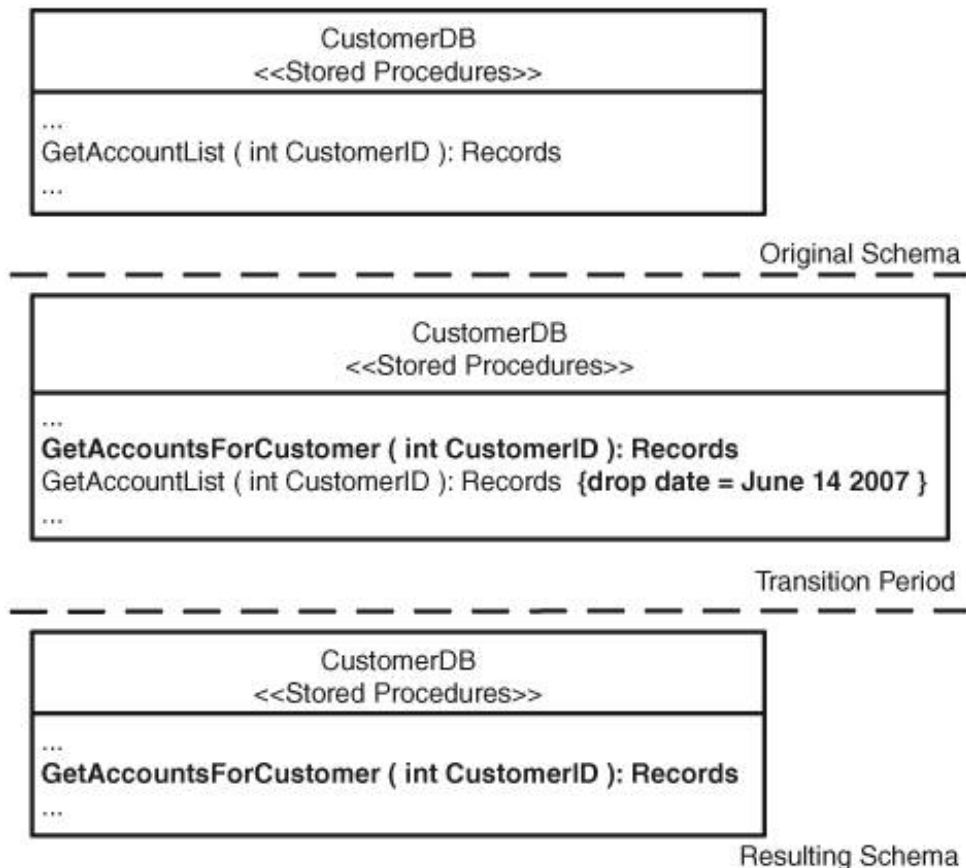 CustomerDB
<<Stored Procedures>>
...
GetAccountList ( int CustomerID ): Records
...
Original Schema
CustomerDB
<<Stored Procedures>>
...
GetAccountsForCustomer ( int CustomerID ): Records
GetAccountList ( int CustomerID ): Records {drop date = June 14 2007 }
...
Transition Period
CustomerDB
<<Stored Procedures>>
...
GetAccountsForCustomer ( int CustomerID ): Records
...
Resulting Schema